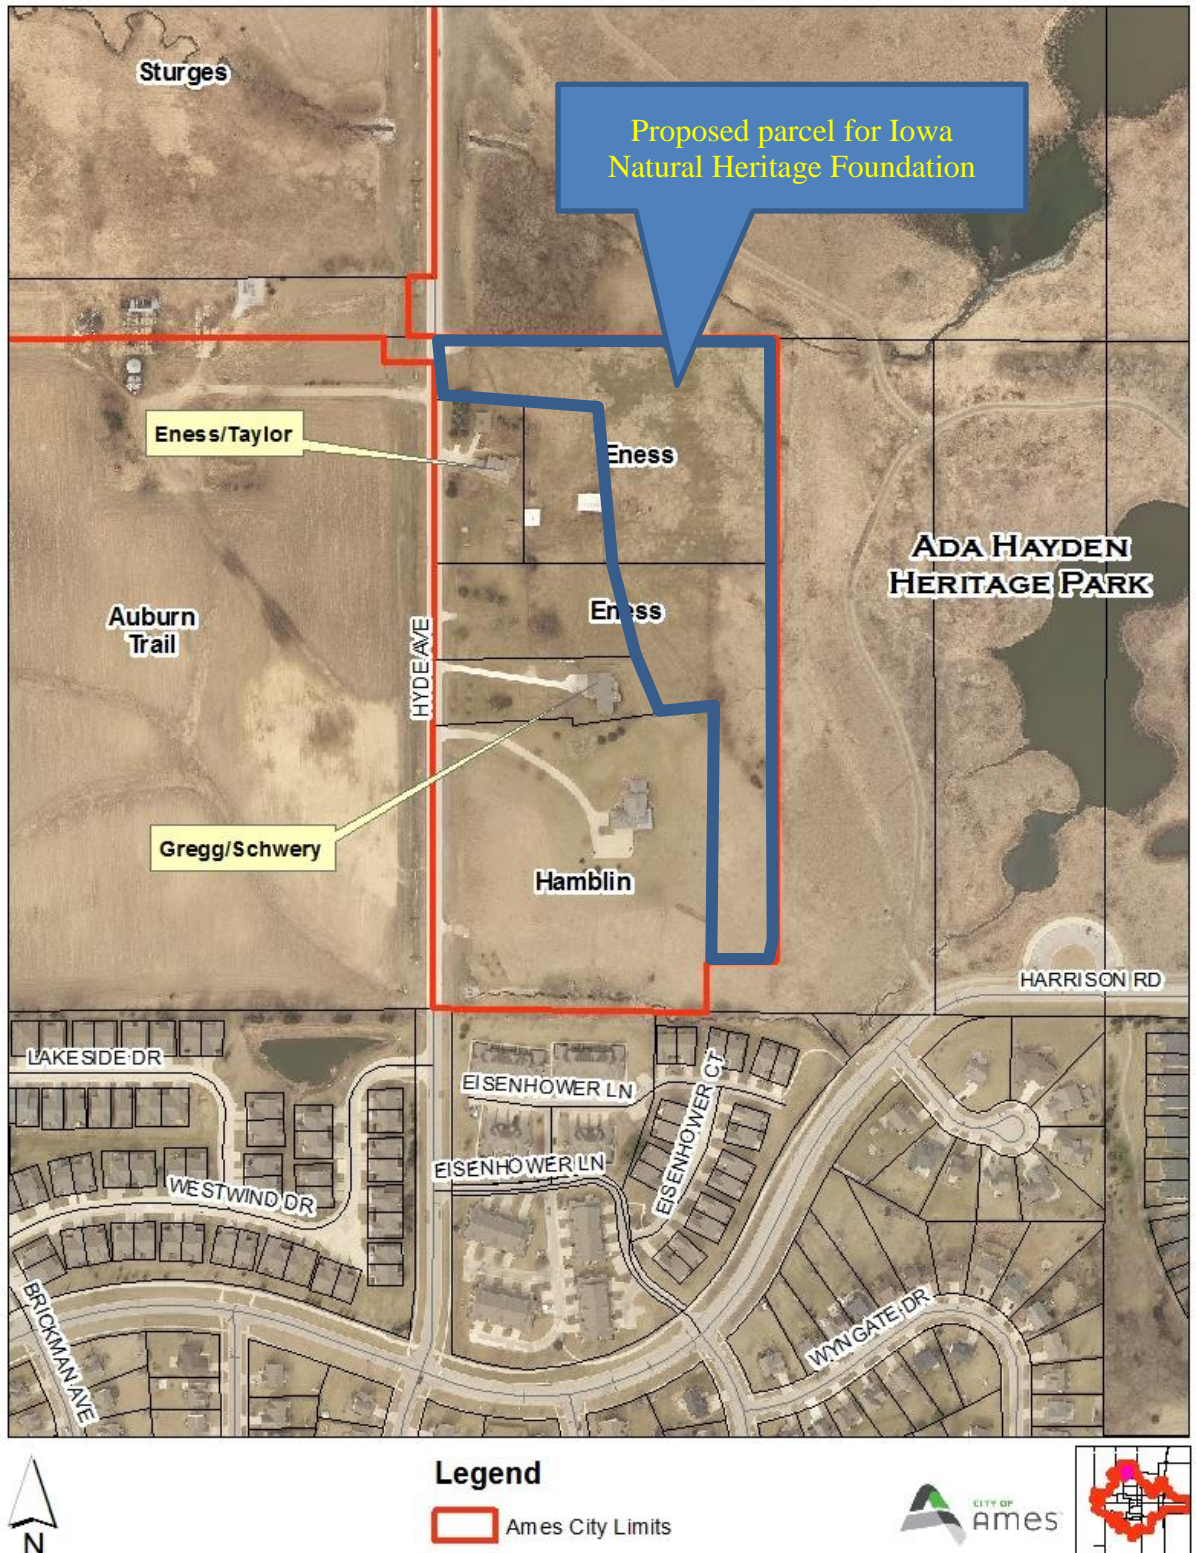 Sturges
Proposed parcel for Iowa
Natural Heritage Foundation
Eness/Taylor
Eness
ADA HAYDEN
HERITAGE PARK
Auburn
Trail
Eness
HYDE AVE
Gregg/Schwery
Hamblin
HARRISON RD
LAKESIDE DR
EISENHOWER LN
EISENHOWER CT
EISENHOWER LN
WESTWIND DR
BRICKMAN AVE
WYNGATE DR
Legend
Ames City Limits
N
CITY OF
AMES